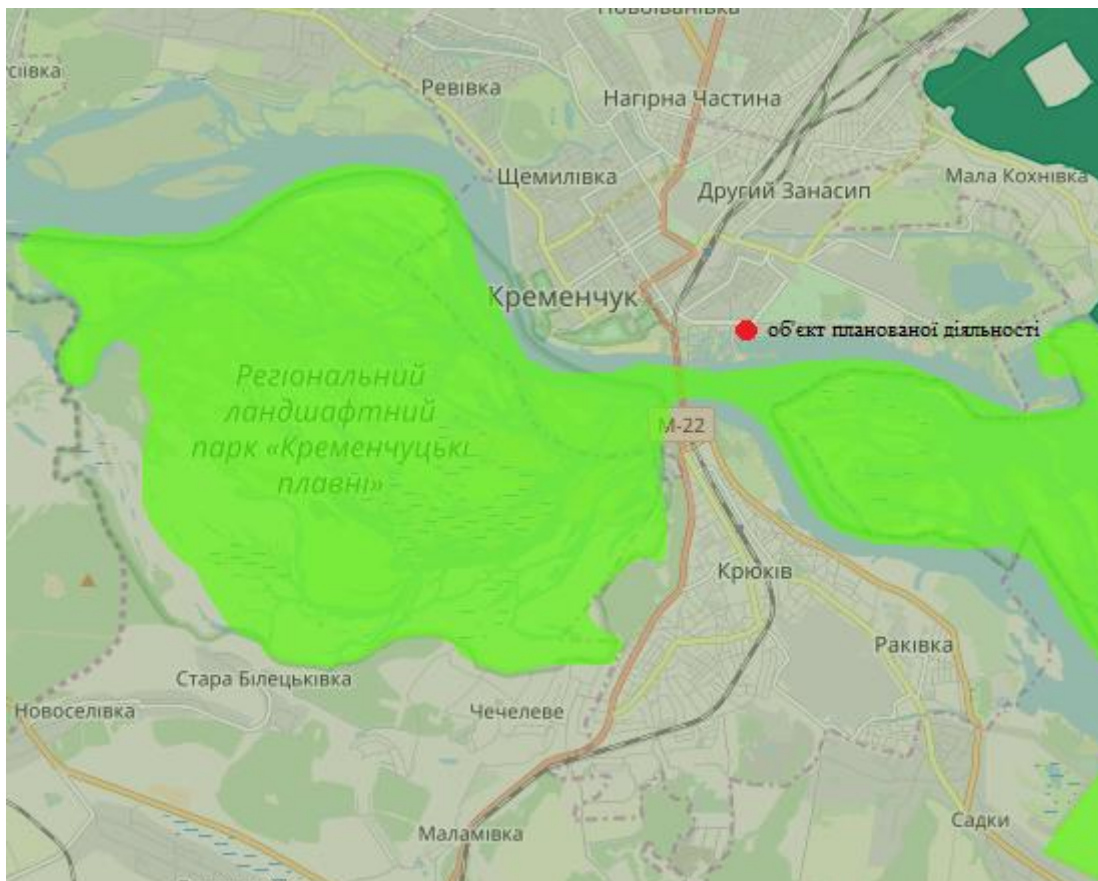 Новоіванівка
Ревівка
Нагірна Частина
Щемилівка
Другий Занасип
Мала Кохнівка
Кременчук
об'єкт планованої діяльності
Регіональний
ландшафтний
парк «Кременчуцькі
плавні»
М-22
Крюків
Раківка
Стара Білецьківка
Новоселівка
Чечелеве
Маламівка
Садки